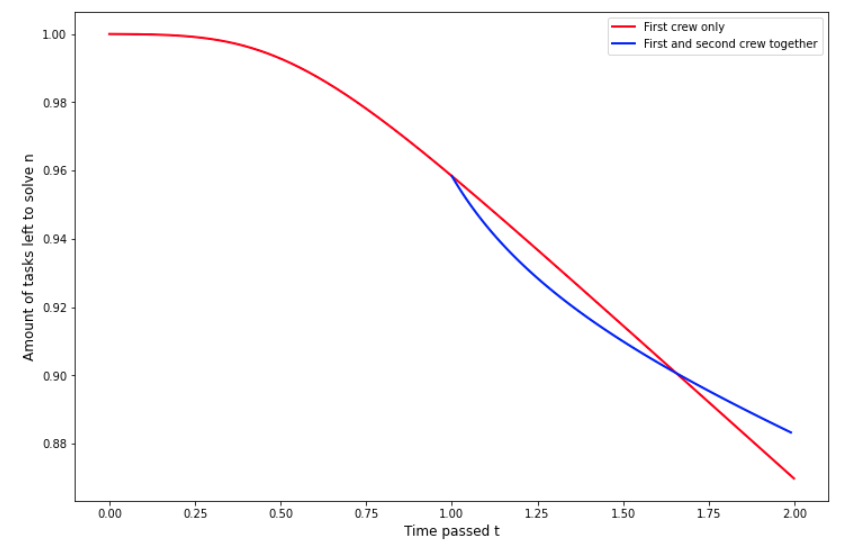 First crew only
First and second crew together
1.00
0.98
0.96
0.94
0.92
0.90
0.88
Amount of tasks left to solve n
0.00 0.25 0.50 0.75 1.00 1.25 1.50 1.75 2.00
Time passed t